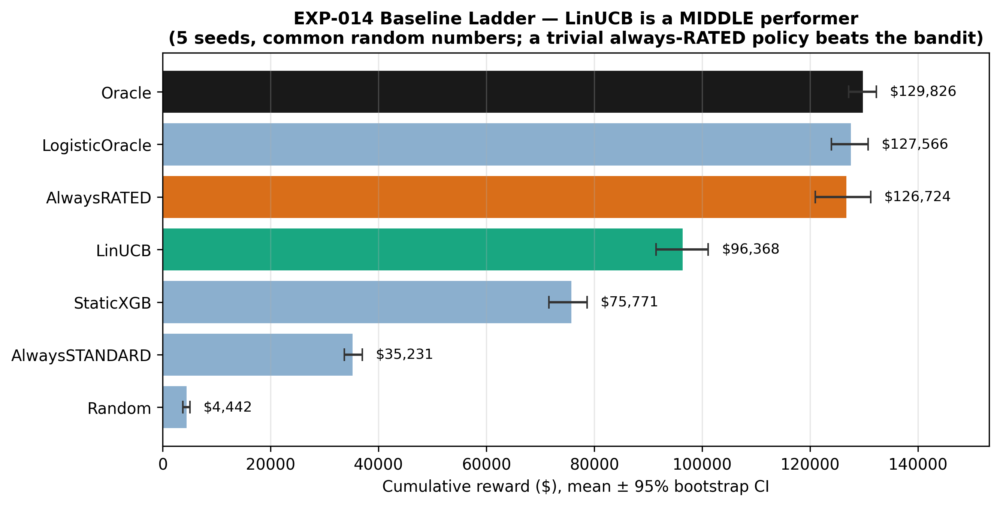 EXP-014 Baseline Ladder — LinUCB is a MIDDLE performer
(5 seeds, common random numbers; a trivial always-RATED policy beats the bandit)
Oracle
$129,826
LogisticOracle
$127,566
AlwaysRATED
$126,724
LinUCB
$96,368
StaticXGB
$75,771
AlwaysSTANDARD
$35,231
Random
$4,442
0 20000 40000 60000 80000 100000 120000 140000
Cumulative reward ($), mean ± 95% bootstrap CI